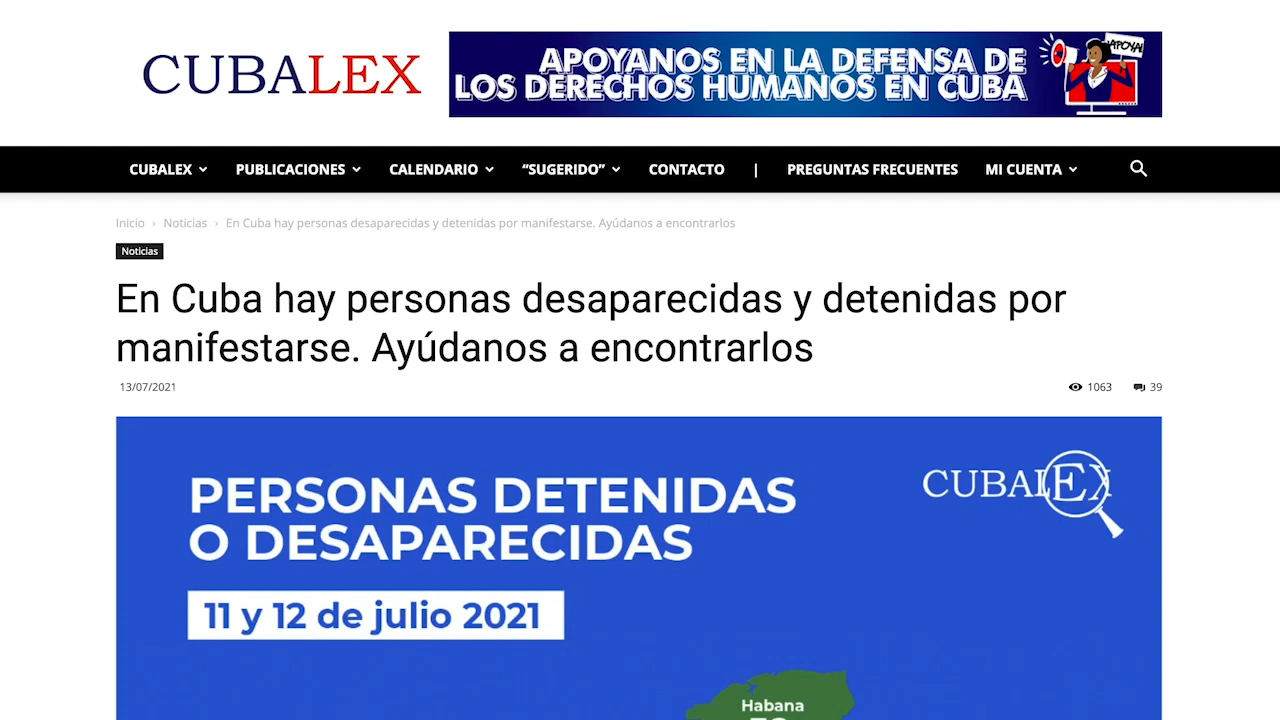 CUBALEX
APOYANOS EN LA DEFENSA DE
LOS DERECHOS HUMANOS EN CUBA
¡APOYA!
CUBALEX PUBLICACIONES CALENDARIO “SUGERIDO” CONTACTO | PREGUNTAS FRECUENTES MI CUENTA
Inicio › Noticias › En Cuba hay personas desaparecidas y detenidas por manifestarse. Ayúdanos a encontrarlos
Noticias
En Cuba hay personas desaparecidas y detenidas por
manifestarse. Ayúdanos a encontrarlos
13/07/2021 1063 39
PERSONAS DETENIDAS
O DESAPARECIDAS
CUBALEX
11 y 12 de julio 2021
Habana